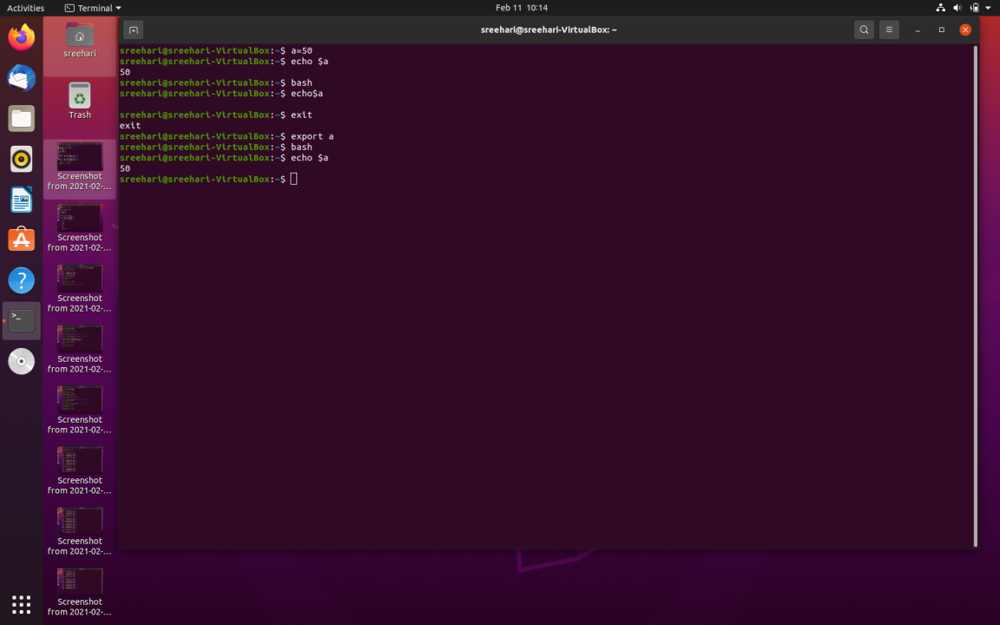 Activities
Terminal
Feb 11 10:14
sreehari@sreehari-VirtualBox: ~
sreehari
Trash
Screenshot
from 2021-02-...
Screenshot
from 2021-02-...
Screenshot
from 2021-02-...
Screenshot
from 2021-02-...
Screenshot
from 2021-02-...
Screenshot
from 2021-02-...
Screenshot
from 2021-02-...
Screenshot
from 2021-02-...
sreehari@sreehari-VirtualBox:~$ a=50
sreehari@sreehari-VirtualBox:~$ echo $a
50
sreehari@sreehari-VirtualBox:~$ bash
sreehari@sreehari-VirtualBox:~$ echo$a
sreehari@sreehari-VirtualBox:~$ exit
exit
sreehari@sreehari-VirtualBox:~$ export a
sreehari@sreehari-VirtualBox:~$ bash
sreehari@sreehari-VirtualBox:~$ echo $a
50
sreehari@sreehari-VirtualBox:~$